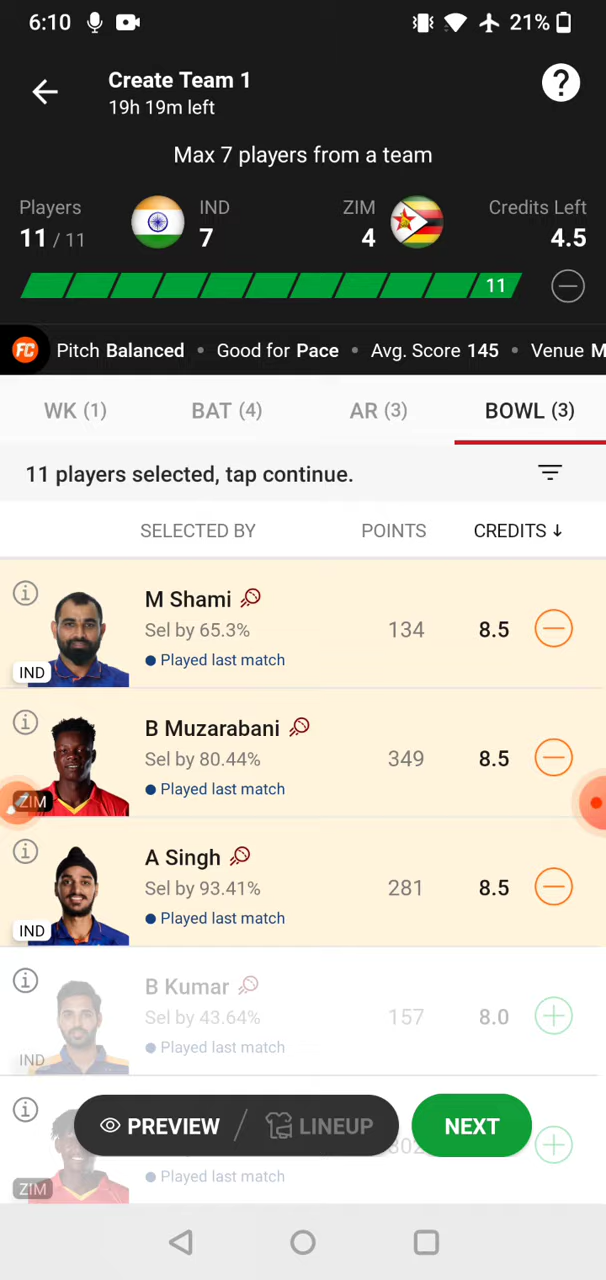 6:10 21%
Create Team 1
19h 19m left
?
Max 7 players from a team
Players IND ZIM Credits Left
11 / 11 7 4 4.5
11
FC Pitch Balanced • Good for Pace • Avg. Score 145 • Venue M
WK (1) BAT (4) AR (3) BOWL (3)
11 players selected, tap continue.
SELECTED BY POINTS CREDITS ↓
M Shami
Sel by 65.3% 134 8.5
IND Played last match
B Muzarabani
Sel by 80.44% 349 8.5
ZIM Played last match
A Singh
Sel by 93.41% 281 8.5
IND Played last match
B Kumar
Sel by 43.64% 157 8.0
IND Played last match
PREVIEW / LINEUP NEXT
302
ZIM Played last match